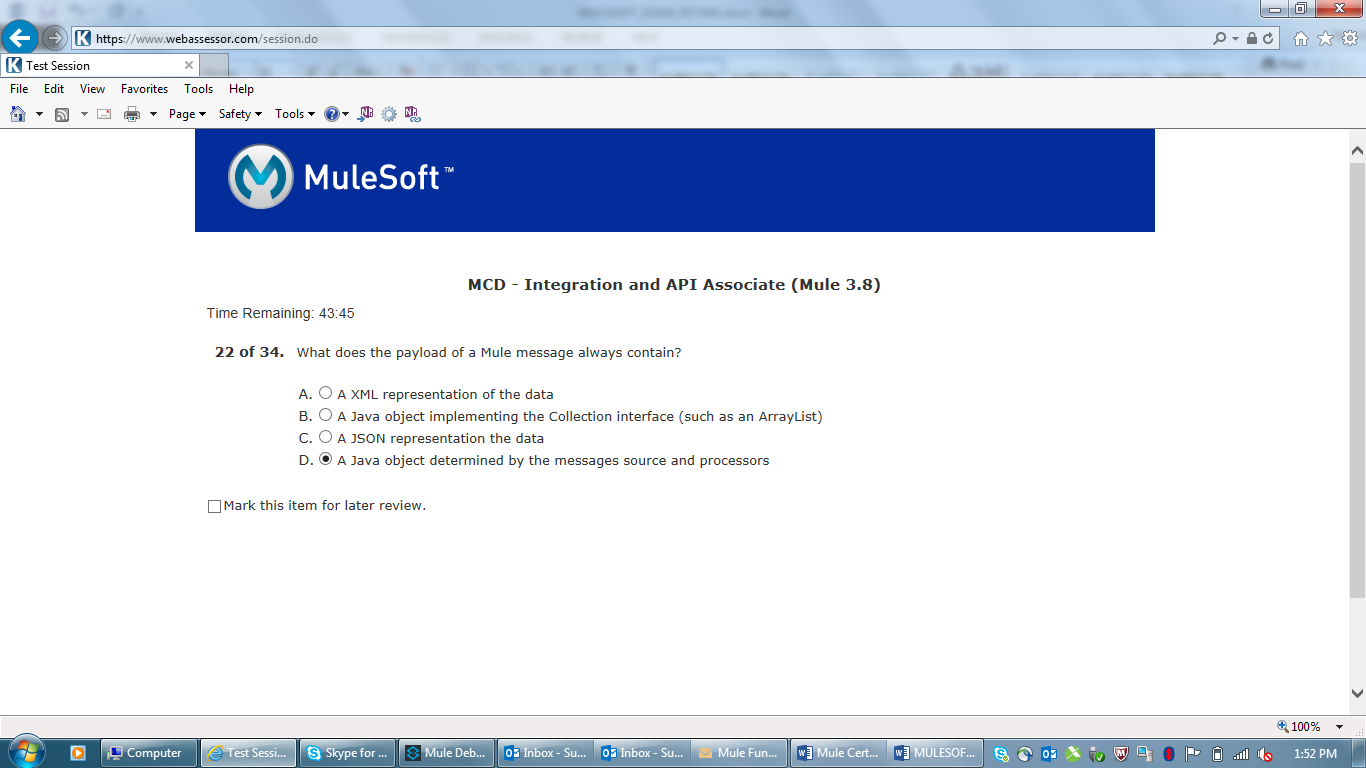 https://www.webassessor.com/session.do
Test Session
File Edit View Favorites Tools Help
Page Safety Tools
MuleSoft™
MCD - Integration and API Associate (Mule 3.8)
Time Remaining: 43:45
22 of 34. What does the payload of a Mule message always contain?
A. A XML representation of the data
B. A Java object implementing the Collection interface (such as an ArrayList)
C. A JSON representation the data
D. A Java object determined by the messages source and processors
Mark this item for later review.
100%
Computer Test Sessi... Skype for ... Mule Deb... Inbox - Su... Inbox - Su... Mule Fun... Mule Cert... MULESOF... 1:52 PM